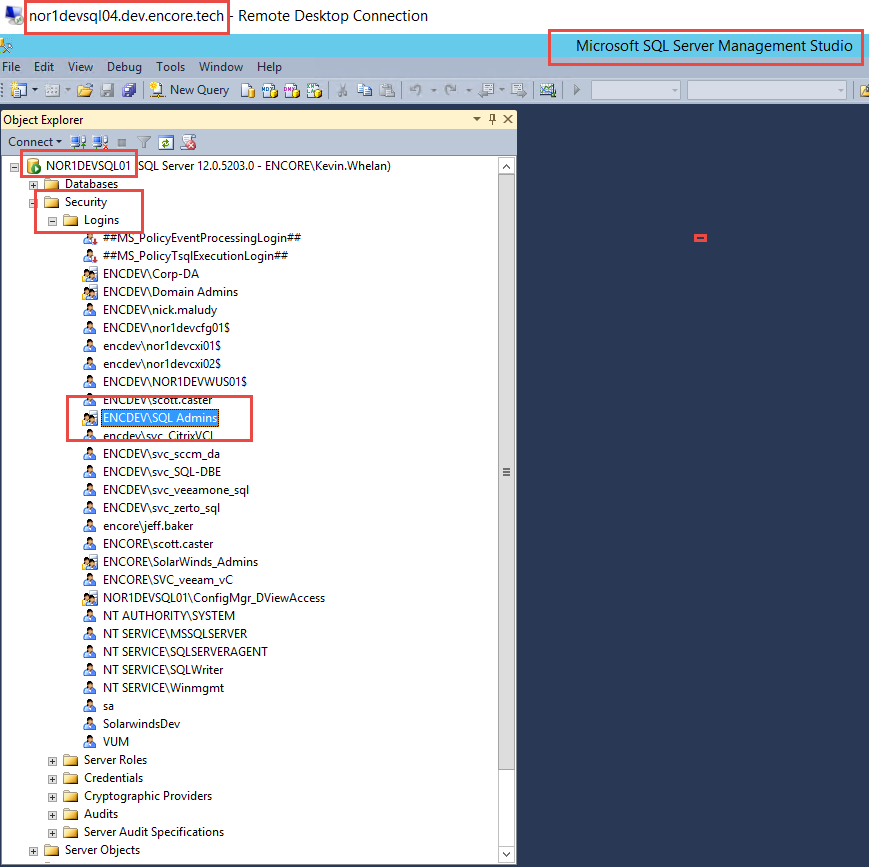 nor1devsql04.dev.encore.tech - Remote Desktop Connection
Microsoft SQL Server Management Studio
File Edit View Debug Tools Window Help
New Query
Object Explorer
Connect
NOR1DEVSQL01 (SQL Server 12.0.5203.0 - ENCORE\Kevin.Whelan)
Databases
Security
Logins
##MS_PolicyEventProcessingLogin##
##MS_PolicyTsqlExecutionLogin##
ENCDEV\Corp-DA
ENCDEV\Domain Admins
ENCDEV\nick.maludy
ENCDEV\nor1devcfg01$
encdev\nor1devcxi01$
encdev\nor1devcxi02$
ENCDEV\NOR1DEVWUS01$
ENCDEV\scott.caster
ENCDEV\SQL Admins
encdev\svc_CitrixVCI
ENCDEV\svc_sccm_da
ENCDEV\svc_SQL-DBE
ENCDEV\svc_veeamone_sql
ENCDEV\svc_zerto_sql
encore\jeff.baker
ENCORE\scott.caster
ENCORE\SolarWinds_Admins
ENCORE\SVC_veeam_vC
NOR1DEVSQL01\ConfigMgr_DViewAccess
NT AUTHORITY\SYSTEM
NT SERVICE\MSSQLSERVER
NT SERVICE\SQLSERVERAGENT
NT SERVICE\SQLWriter
NT SERVICE\Winmgmt
sa
SolarwindsDev
VUM
Server Roles
Credentials
Cryptographic Providers
Audits
Server Audit Specifications
Server Objects